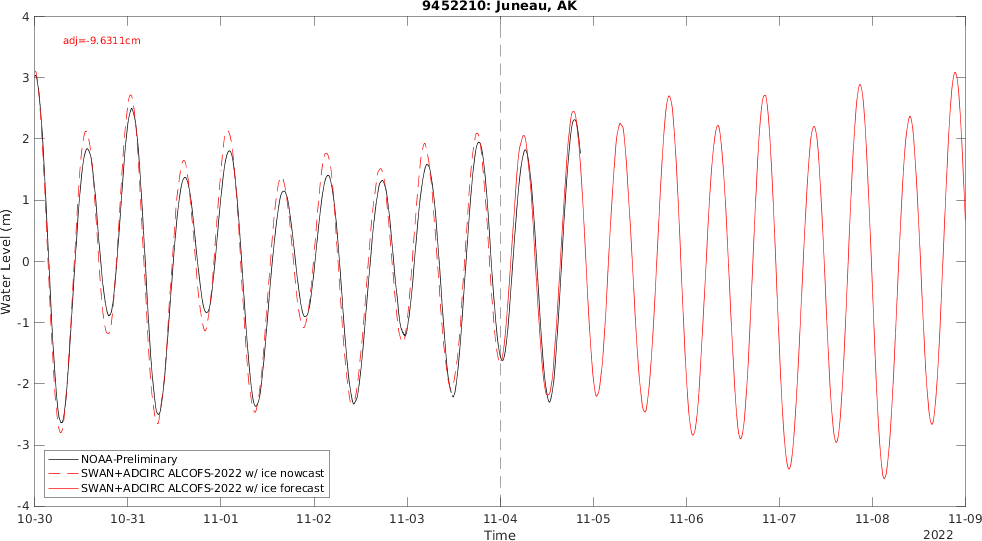 9452210: Juneau, AK
adj=-9.6311cm
4
3
2
1
0
-1
-2
-3
-4
Water Level (m)
NOAA-Preliminary
SWAN+ADCIRC ALCOFS-2022 w/ ice nowcast
SWAN+ADCIRC ALCOFS-2022 w/ ice forecast
10-30 10-31 11-01 11-02 11-03 11-04 11-05 11-06 11-07 11-08 11-09
Time
2022